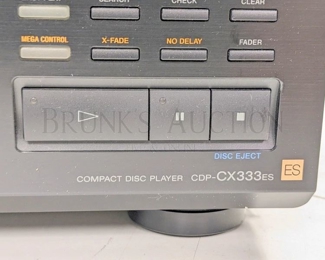 SEARCH CHECK CLEAR
MEGA CONTROL X-FADE NO DELAY FADER
BRUNK'S AUCTION
DISC EJECT
COMPACT DISC PLAYER CDP-CX333ES ES